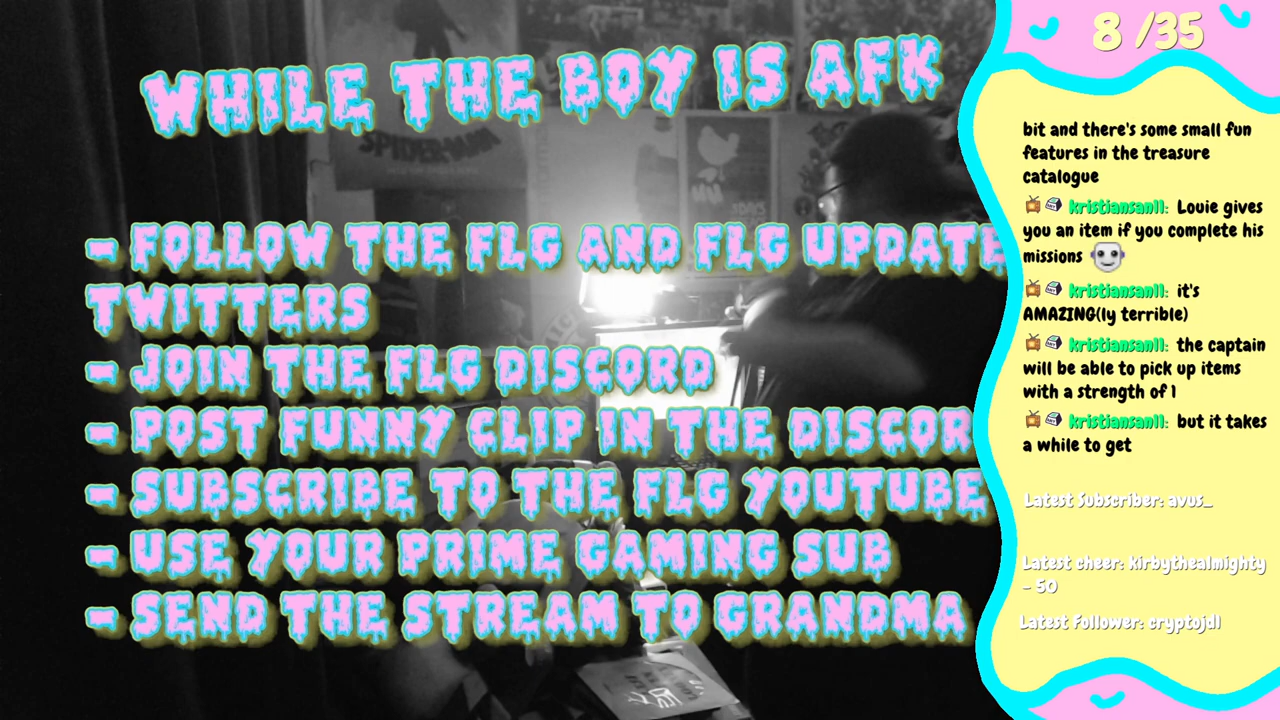 WHILE THE BOY IS AFK
SPIDER-MAN
- FOLLOW THE FLG AND FLG UPDATE
TWITTERS
- JOIN THE FLG DISCORD
- POST FUNNY CLIP IN THE DISCOR
- SUBSCRIBE TO THE FLG YOUTUBE
- USE YOUR PRIME GAMING SUB
- SEND THE STREAM TO GRANDMA
8 /35
bit and there's some small fun
features in the treasure
catalogue
kristiansanll: Louie gives
you an item if you complete his
missions
kristiansanll: it's
AMAZING(ly terrible)
kristiansanll: the captain
will be able to pick up items
with a strength of 1
kristiansanll: but it takes
a while to get
Latest Subscriber: avus_
Latest cheer: kirbythealmighty
- 50
Latest Follower: cryptojdl